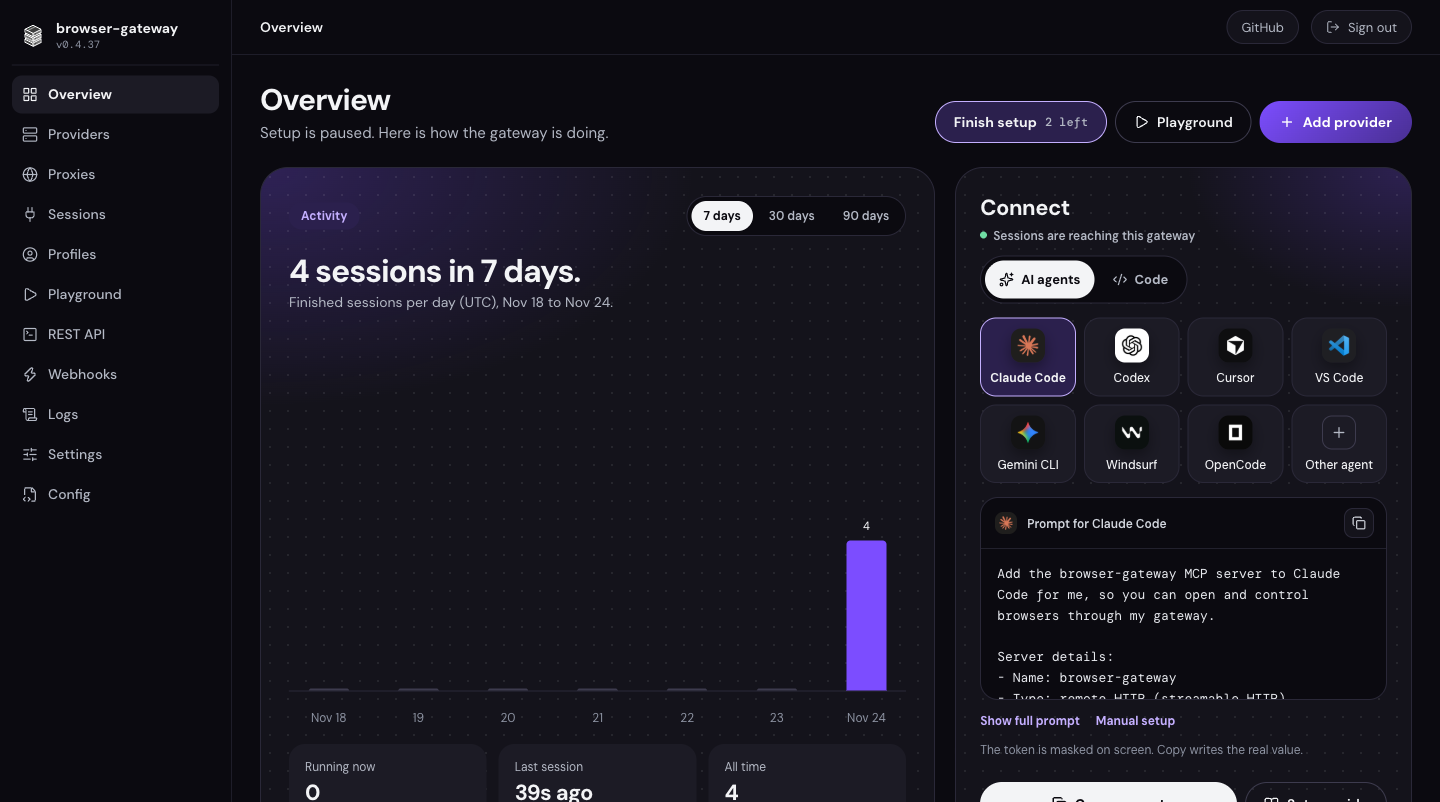 browser-gateway
v0.4.37
Overview
Providers
Proxies
Sessions
Profiles
Playground
REST API
Webhooks
Logs
Settings
Config
Overview
GitHub
Sign out
Overview
Setup is paused. Here is how the gateway is doing.
Finish setup 2 left
Playground
Add provider
Activity
7 days 30 days 90 days
4 sessions in 7 days.
Finished sessions per day (UTC), Nov 18 to Nov 24.
4
Nov 18 19 20 21 22 23 Nov 24
Running now
0
Last session
39s ago
All time
4
Connect
Sessions are reaching this gateway
AI agents
Code
Claude Code
Codex
Cursor
VS Code
Gemini CLI
Windsurf
OpenCode
Other agent
Prompt for Claude Code
Add the browser-gateway MCP server to Claude
Code for me, so you can open and control
browsers through my gateway.
Server details:
- Name: browser-gateway
- Type: remote HTTP (streamable HTTP)
Show full prompt Manual setup
The token is masked on screen. Copy writes the real value.